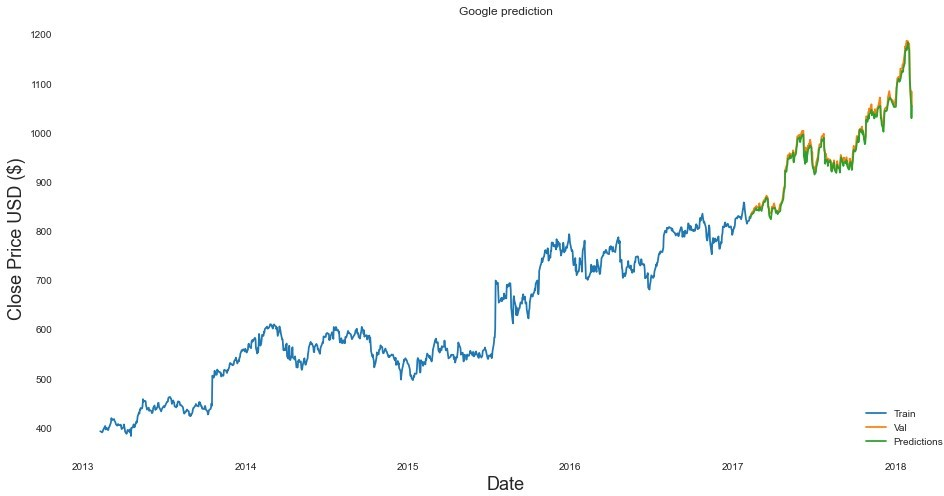 Google prediction
1200
1100
1000
900
800
700
600
500
400
Close Price USD ($)
2013
2014
2015
2016
2017
2018
Date
Train
Val
Predictions